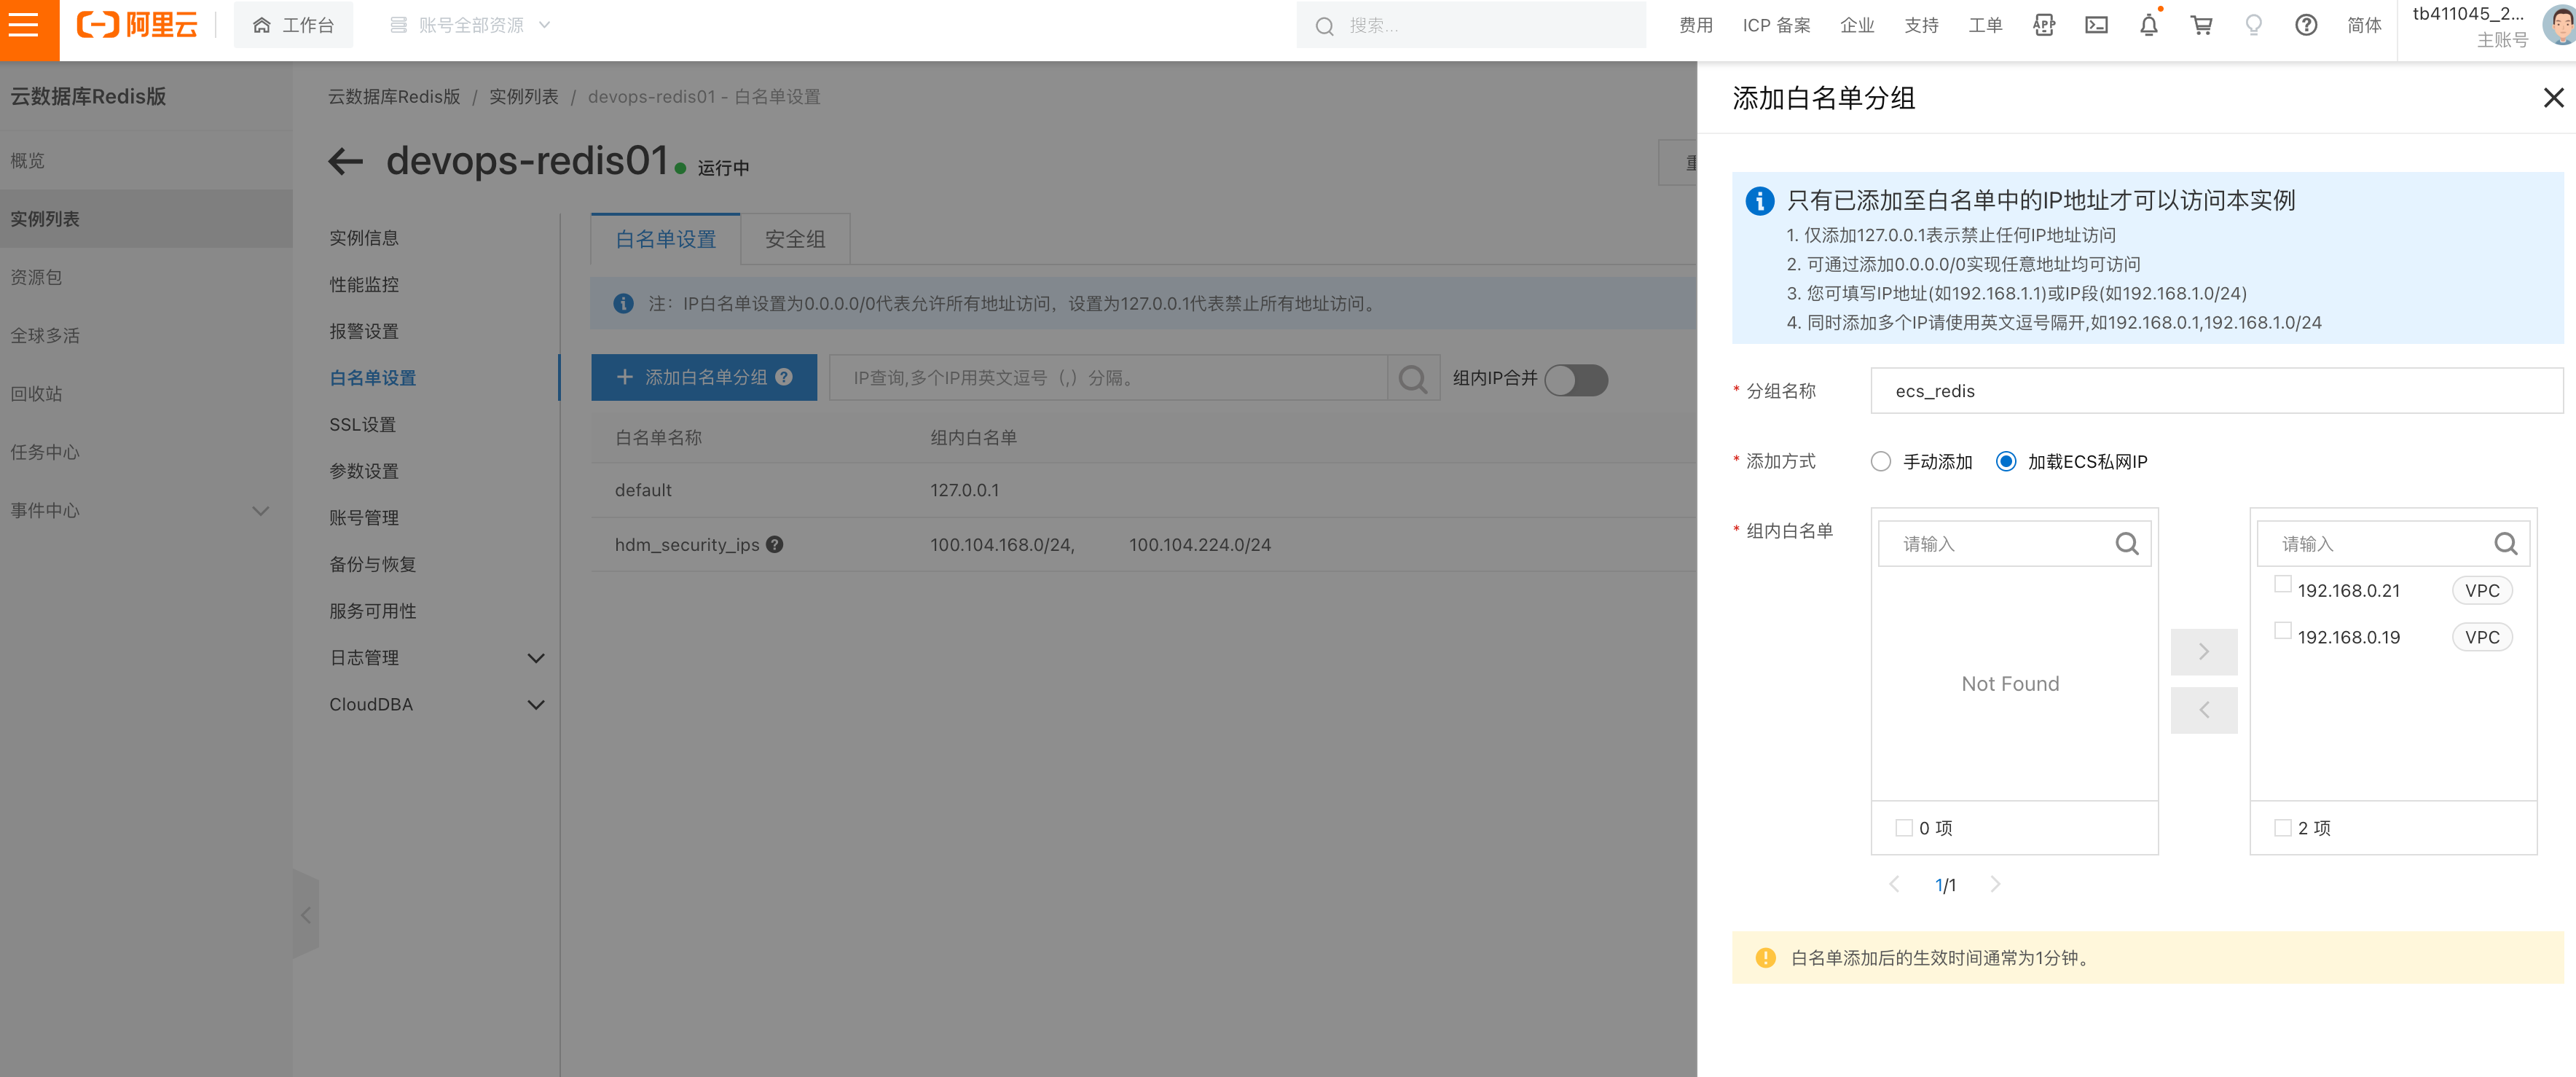 阿里云
工作台
账号全部资源
搜索...
费用
ICP 备案
企业
支持
工单
APP
简体
tb411045_2...
主账号
云数据库Redis版
概览
实例列表
资源包
全球多活
回收站
任务中心
事件中心
云数据库Redis版 / 实例列表 / devops-redis01 - 白名单设置
devops-redis01
运行中
实例信息
性能监控
报警设置
白名单设置
SSL设置
参数设置
账号管理
备份与恢复
服务可用性
日志管理
CloudDBA
白名单设置
安全组
注：IP白名单设置为0.0.0.0/0代表允许所有地址访问，设置为127.0.0.1代表禁止所有地址访问。
添加白名单分组
IP查询,多个IP用英文逗号（,）分隔。
组内IP合并
白名单名称 组内白名单
default 127.0.0.1
hdm_security_ips 100.104.168.0/24, 100.104.224.0/24
添加白名单分组
只有已添加至白名单中的IP地址才可以访问本实例
1. 仅添加127.0.0.1表示禁止任何IP地址访问
2. 可通过添加0.0.0.0/0实现任意地址均可访问
3. 您可填写IP地址(如192.168.1.1)或IP段(如192.168.1.0/24)
4. 同时添加多个IP请使用英文逗号隔开,如192.168.0.1,192.168.1.0/24
* 分组名称
ecs_redis
* 添加方式
手动添加
加载ECS私网IP
* 组内白名单
请输入
Not Found
0 项
1/1
请输入
192.168.0.21 VPC
192.168.0.19 VPC
2 项
白名单添加后的生效时间通常为1分钟。